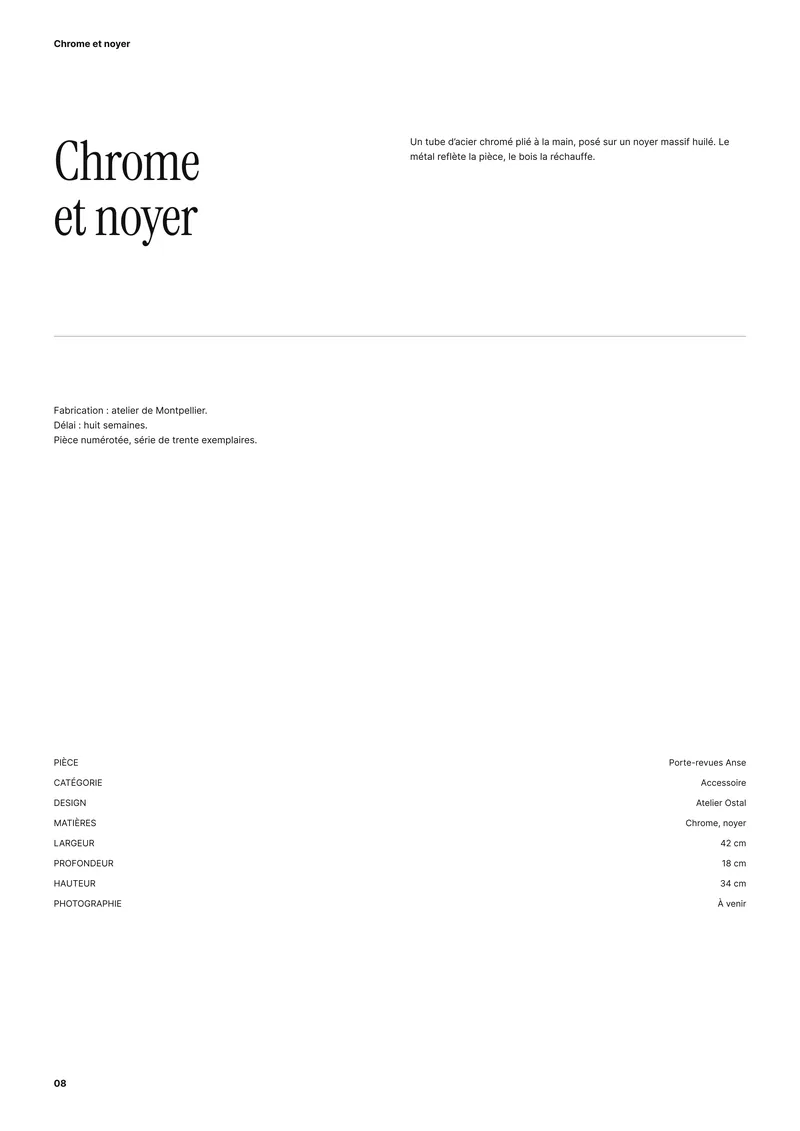 Chrome et noyer
Chrome
et noyer
Un tube d’acier chromé plié à la main, posé sur un noyer massif huilé. Le
métal reflète la pièce, le bois la réchauffe.
Fabrication : atelier de Montpellier.
Délai : huit semaines.
Pièce numérotée, série de trente exemplaires.
PIÈCE Porte-revues Anse
CATÉGORIE Accessoire
DESIGN Atelier Ostal
MATIÈRES Chrome, noyer
LARGEUR 42 cm
PROFONDEUR 18 cm
HAUTEUR 34 cm
PHOTOGRAPHIE À venir
08